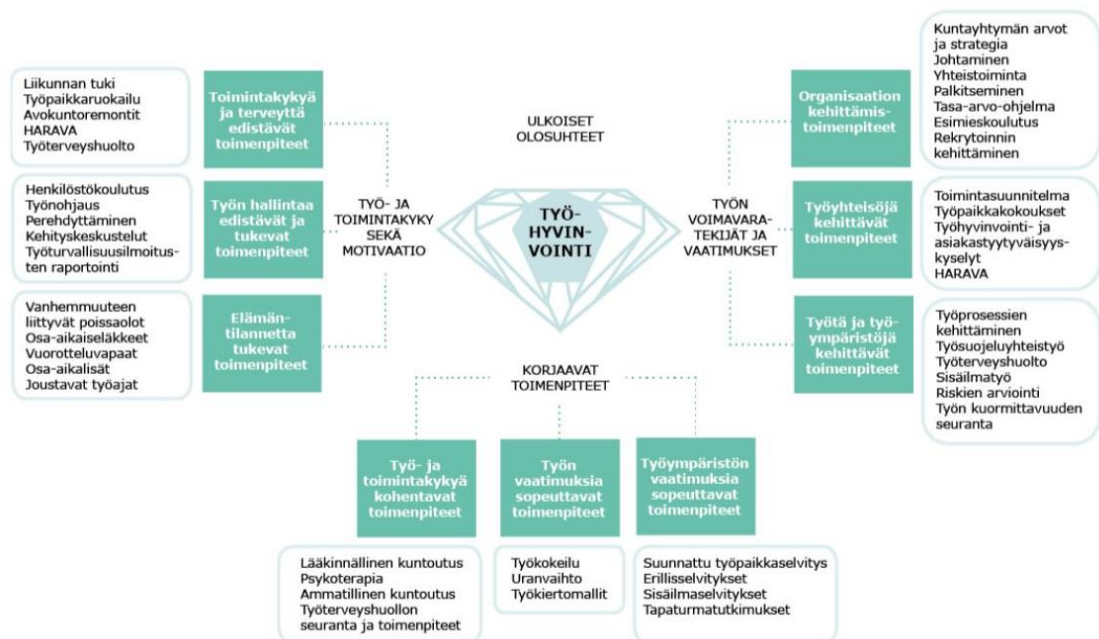 Liikunnan tuki
Työpaikkaruokailu
Avokuntoremontit
HARAVA
Työterveyshuolto
Toimintakykyä
ja terveyttä
edistävät
toimenpiteet
Henkilöstökoulutus
Työnohjaus
Perehdyttäminen
Kehityskeskustelut
Työturvallisuusilmoitus-
ten raportointi
Työn hallintaa
edistävät ja
tukevat
toimenpiteet
Vanhemmuuteen
liittyvät poissaolot
Osa-aikaiseläkkeet
Vuorotteluvapaat
Osa-aikalisät
Joustavat työajat
Elämän-
tilannetta
tukevat
toimenpiteet
TYÖ- JA
TOIMINTAKYKY
SEKÄ
MOTIVAATIO
ULKOISET
OLOSUHTEET
TYÖ-
HYVIN-
VOINTI
TYÖN
VOIMAVARA-
TEKIJÄT JA
VAATIMUKSET
Organisaation
kehittämis-
toimenpiteet
Kuntayhtymän arvot
ja strategia
Johtaminen
Yhteistoiminta
Palkitseminen
Tasa-arvo-ohjelma
Esimieskoulutus
Rekrytoinnin
kehittäminen
Työyhteisöjä
kehittävät
toimenpiteet
Toimintasuunnitelma
Työpaikkakokoukset
Työhyvinvointi- ja
asiakastyytyväisyys-
kyselyt
HARAVA
Työtä ja työ-
ympäristöjä
kehittävät
toimenpiteet
Työprosessien
kehittäminen
Työsuojeluyhteistyö
Työterveyshuolto
Sisäilmatyö
Riskien arviointi
Työn kuormittavuuden
seuranta
KORJAAVAT
TOIMENPITEET
Työ- ja
toimintakykyä
kohentavat
toimenpiteet
Lääkinnällinen kuntoutus
Psykoterapia
Ammatillinen kuntoutus
Työterveyshuollon
seuranta ja toimenpiteet
Työn
vaatimuksia
sopeuttavat
toimenpiteet
Työkokeilu
Uranvaihto
Työkiertomallit
Työympäristön
vaatimuksia
sopeuttavat
toimenpiteet
Suunnattu työpaikkaselvitys
Erillisselvitykset
Sisäilmaselvitykset
Tapaturmatutkimukset